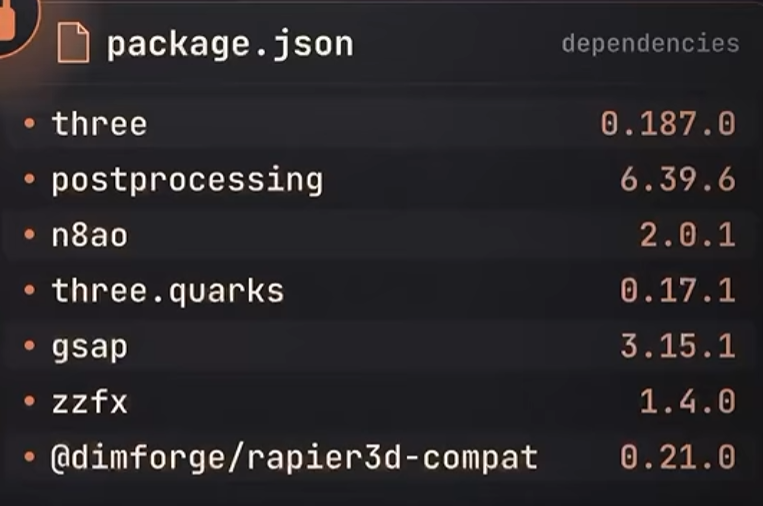 package.json dependencies
three 0.187.0
postprocessing 6.39.6
n8ao 2.0.1
three.quarks 0.17.1
gsap 3.15.1
zzfx 1.4.0
@dimforge/rapier3d-compat 0.21.0